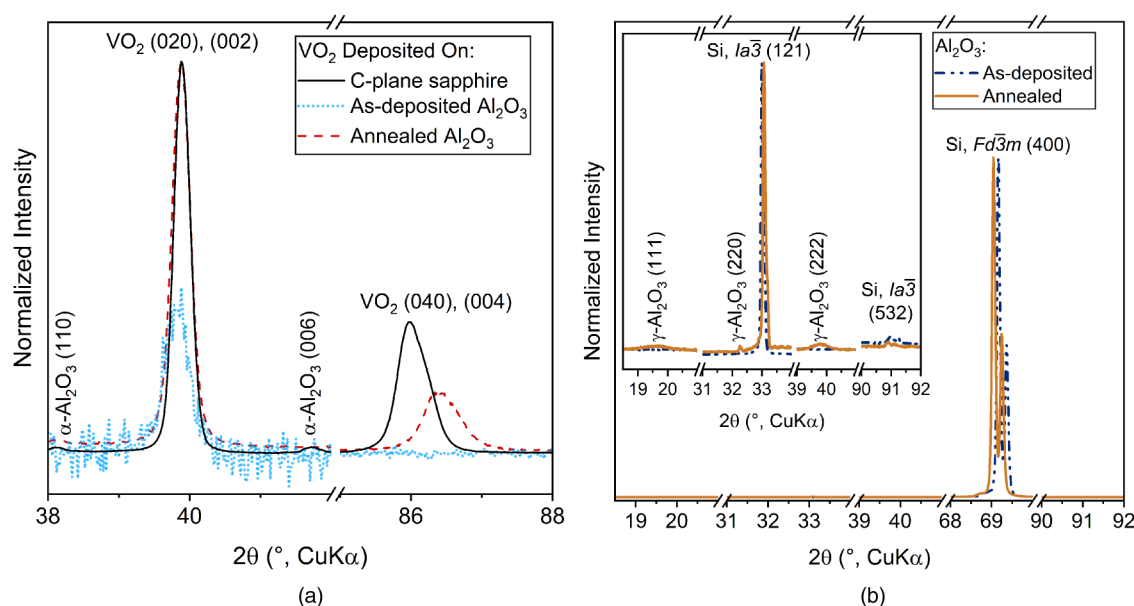 VO₂ (020), (002)
VO₂ Deposited On:
C-plane sapphire
As-deposited Al₂O₃
Annealed Al₂O₃
Normalized Intensity
α-Al₂O₃ (110)
α-Al₂O₃ (006)
VO₂ (040), (004)
38 40 86 88
2θ (°, CuKα)
(a)
Si, Ia3̅ (121)
Al₂O₃:
As-deposited
Annealed
Si, Fd3̅m (400)
Normalized Intensity
γ-Al₂O₃ (111)
γ-Al₂O₃ (220)
γ-Al₂O₃ (222)
Si, Ia3̅
(532)
19 20 31 32 33 39 40 90 91 92
2θ (°, CuKα)
19 20 31 32 33 39 40 68 69 90 91 92
2θ (°, CuKα)
(b)